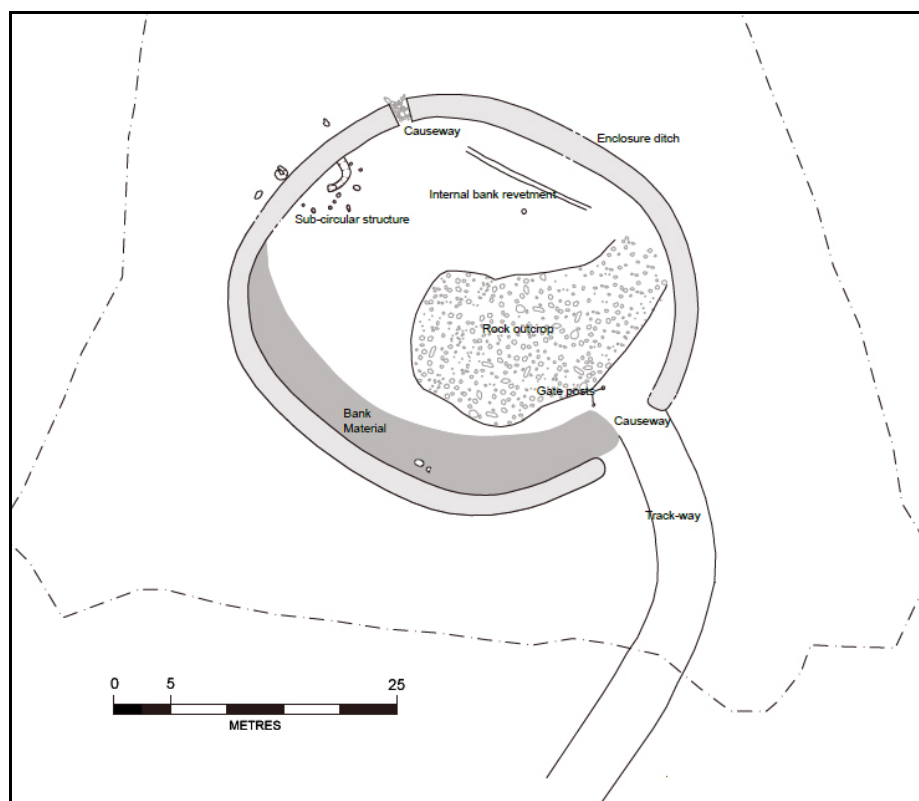 Causeway
Enclosure ditch
Internal bank revetment
Sub-circular structure
Rock outcrop
Gate posts
Bank
Material
Causeway
Track-way
0 5 25
METRES